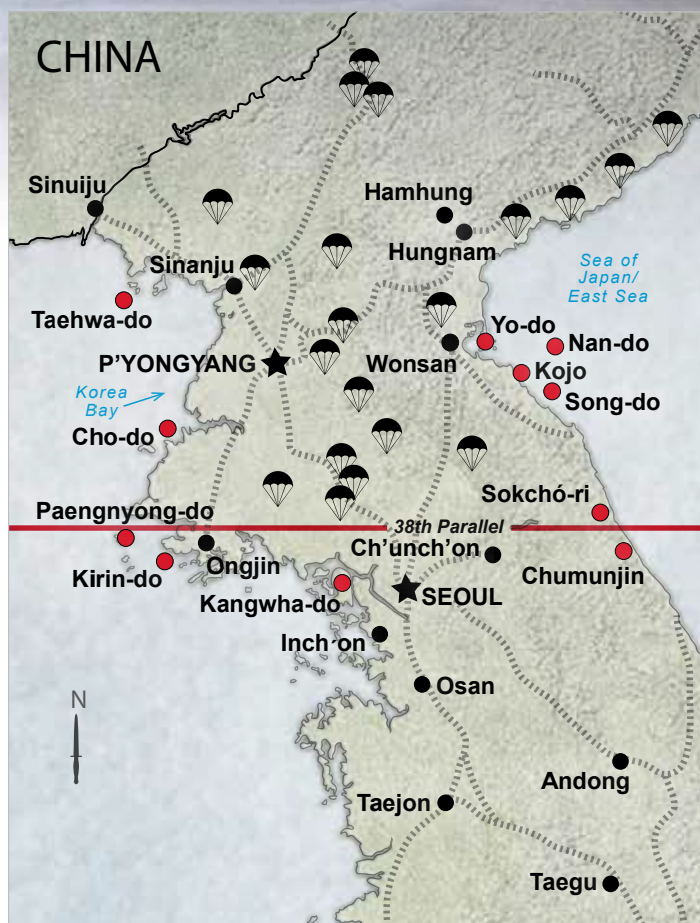 CHINA
Sinuiju
Hamhung
Hungnam
Sinanju
Sea of
Japan/
East Sea
Taehwa-do
Yo-do
Nan-do
P'YONGYANG
Wonsan
Kojo
Korea
Bay
Song-do
Cho-do
Sokchó-ri
Paengnyong-do
38th Parallel
Ch'unch'on
Ongjin
Chumunjin
Kirin-do
Kangwha-do
SEOUL
Inch´on
Osan
N
Andong
Taejon
Taegu